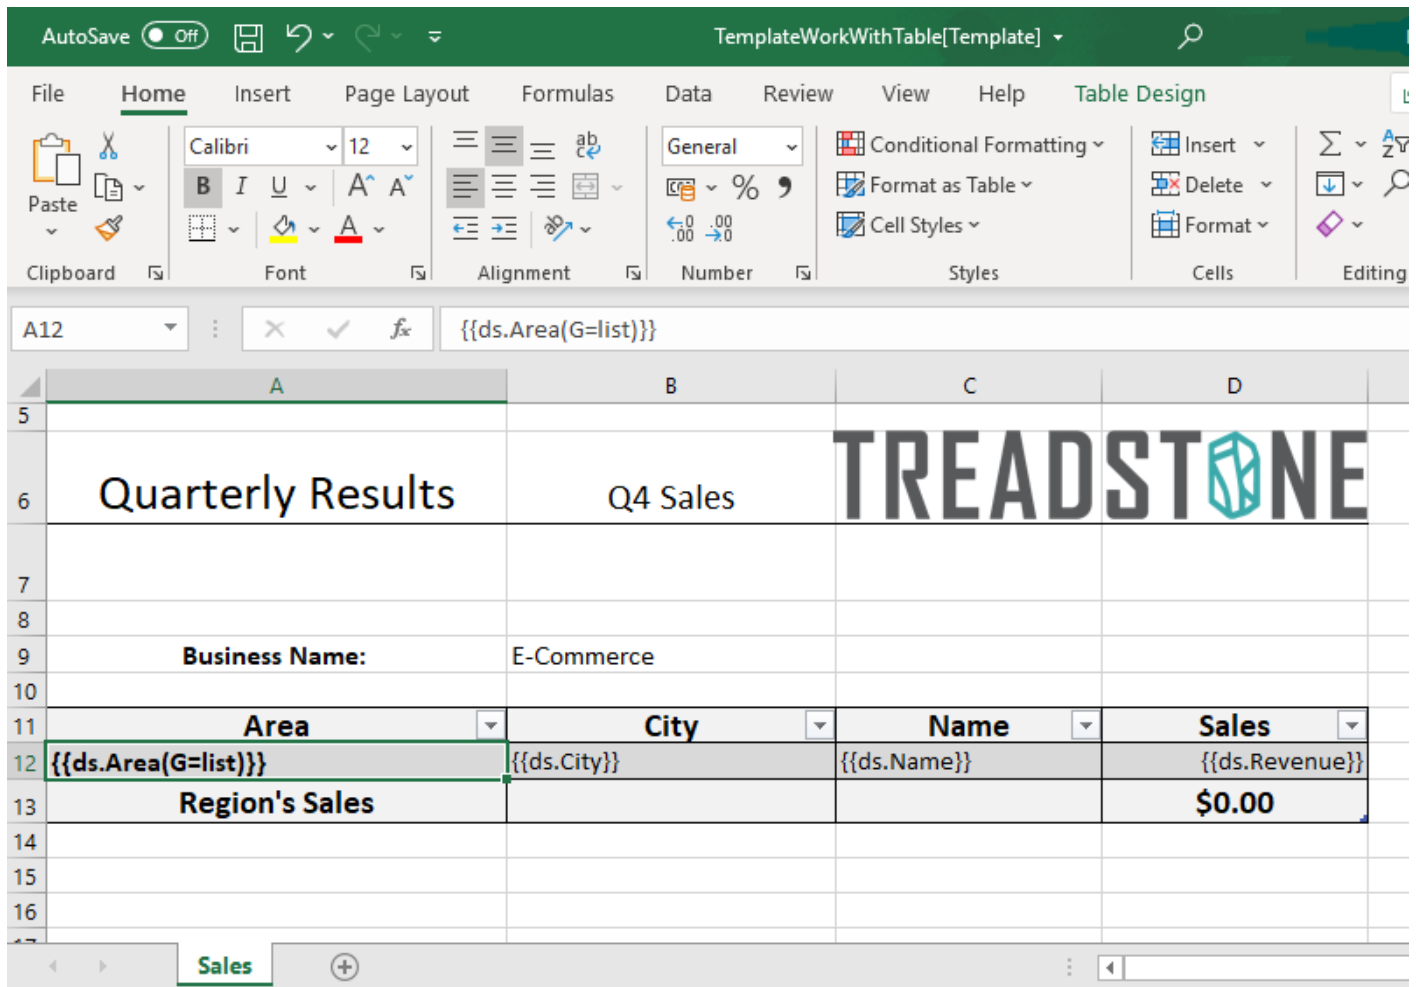 AutoSave Off TemplateWorkWithTable[Template]
File Home Insert Page Layout Formulas Data Review View Help Table Design
Calibri 12 ab General Conditional Formatting Insert
Paste B I U A A % Format as Table Delete
A Cell Styles Format
Clipboard Font Alignment Number Styles Cells Editing
A12 fx {{ds.Area(G=list)}}
A B C D
5
6 Quarterly Results Q4 Sales TREADSTONE
7
8
9 Business Name: E-Commerce
10
11 Area City Name Sales
12 {{ds.Area(G=list)}} {{ds.City}} {{ds.Name}} {{ds.Revenue}}
13 Region's Sales $0.00
14
15
16
Sales